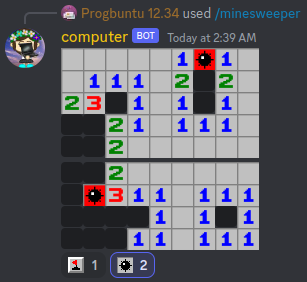 Progbuntu 12.34 used /minesweeper
computer BOT Today at 2:39 AM
1 1
1 1 1 2 2
2 3 1 1 1
2 1 1 1 1
2
2
3 1 1 1 1 1
1 1 1
1 1 1 1 1
1 2